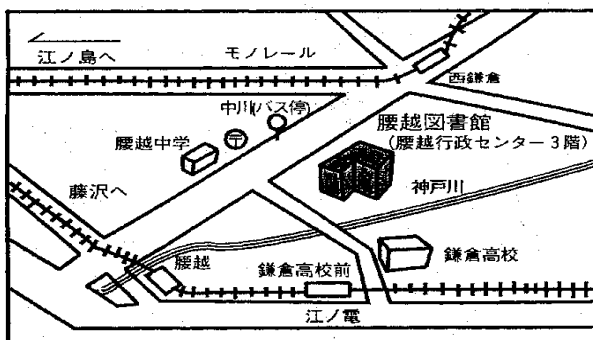 江ノ島へ
モノレール
西鎌倉
中川(バス停)
〒
腰越中学
腰越図書館
(腰越行政センター3階)
藤沢へ
神戸川
腰越
鎌倉高校前
鎌倉高校
江ノ電